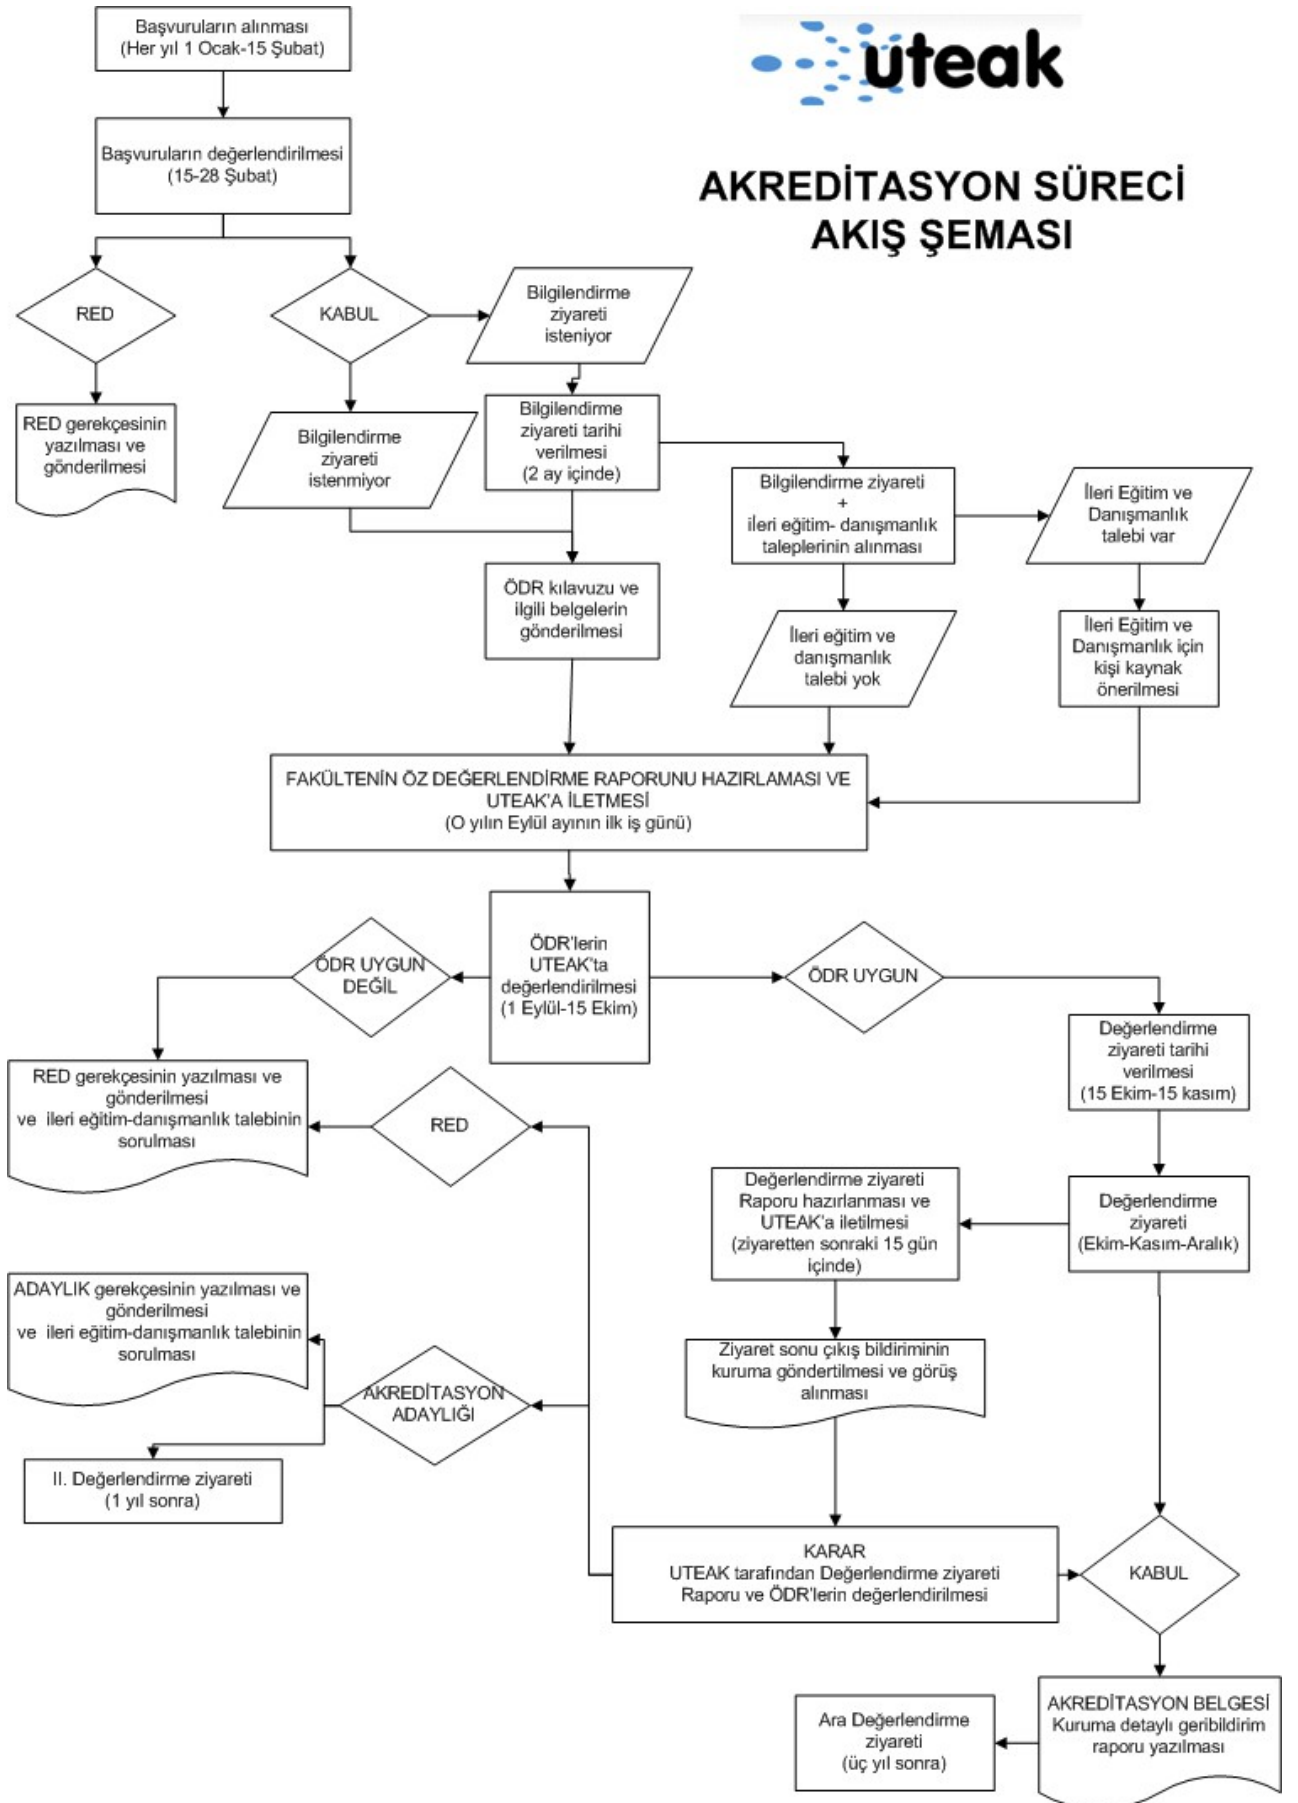 Başvuruların alınması
(Her yıl 1 Ocak-15 Şubat)
uteak
AKREDİTASYON SÜRECİ
AKIŞ ŞEMASI
Başvuruların değerlendirilmesi
(15-28 Şubat)
RED
KABUL
Bilgilendirme
ziyareti
isteniyor
RED gerekçesinin
yazılması ve
gönderilmesi
Bilgilendirme
ziyareti
istenmiyor
Bilgilendirme
ziyareti tarihi
verilmesi
(2 ay içinde)
Bilgilendirme ziyareti
+
ileri eğitim- danışmanlık
taleplerinin alınması
İleri Eğitim ve
Danışmanlık
talebi var
ÖDR kılavuzu ve
ilgili belgelerin
gönderilmesi
İleri eğitim ve
danışmanlık
talebi yok
İleri Eğitim ve
Danışmanlık için
kişi kaynak
önerilmesi
FAKÜLTENİN ÖZ DEĞERLENDİRME RAPORUNU HAZIRLAMASI VE
UTEAK'A İLETMESİ
(O yılın Eylül ayının ilk iş günü)
ÖDR UYGUN
DEĞİL
ÖDR'lerin
UTEAK'ta
değerlendirilmesi
(1 Eylül-15 Ekim)
ÖDR UYGUN
Değerlendirme
ziyareti tarihi
verilmesi
(15 Ekim-15 kasım)
RED gerekçesinin yazılması ve
gönderilmesi
ve ileri eğitim-danışmanlık talebinin
sorulması
RED
Değerlendirme ziyareti
Raporu hazırlanması ve
UTEAK'a iletilmesi
(ziyaretten sonraki 15 gün
içinde)
Değerlendirme
ziyareti
(Ekim-Kasım-Aralık)
ADAYLIK gerekçesinin yazılması ve
gönderilmesi
ve ileri eğitim-danışmanlık talebinin
sorulması
Ziyaret sonu çıkış bildiriminin
kuruma göndertilmesi ve görüş
alınması
AKREDİTASYON
ADAYLIĞI
II. Değerlendirme ziyareti
(1 yıl sonra)
KARAR
UTEAK tarafından Değerlendirme ziyareti
Raporu ve ÖDR'lerin değerlendirilmesi
KABUL
AKREDİTASYON BELGESİ
Kuruma detaylı geribildirim
raporu yazılması
Ara Değerlendirme
ziyareti
(üç yıl sonra)